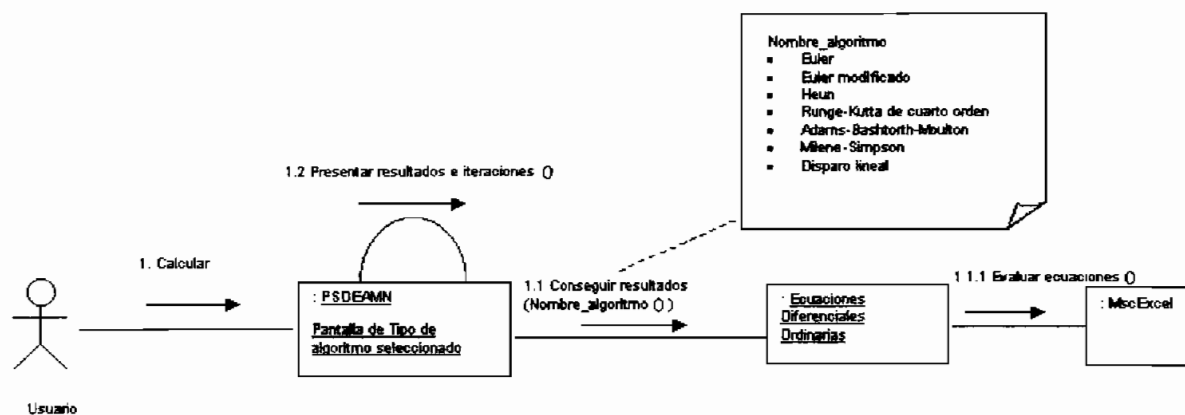 Nombre_algoritmo
▪ Euler
▪ Euler modificado
▪ Heun
▪ Runge-Kutta de cuarto orden
▪ Adams-Bashtorth-Moulton
▪ Milene-Simpson
▪ Disparo lineal
1.2 Presentar resultados e iteraciones ()
1. Calcular
1.1 Conseguir resultados
(Nombre_algoritmo () )
1.1.1 Evaluar ecuaciones ()
: PSDEAMN
Pantalla de Tipo de
algoritmo seleccionado
: Ecuaciones
Diferenciales
Ordinarias
: MscExcel
Usuario